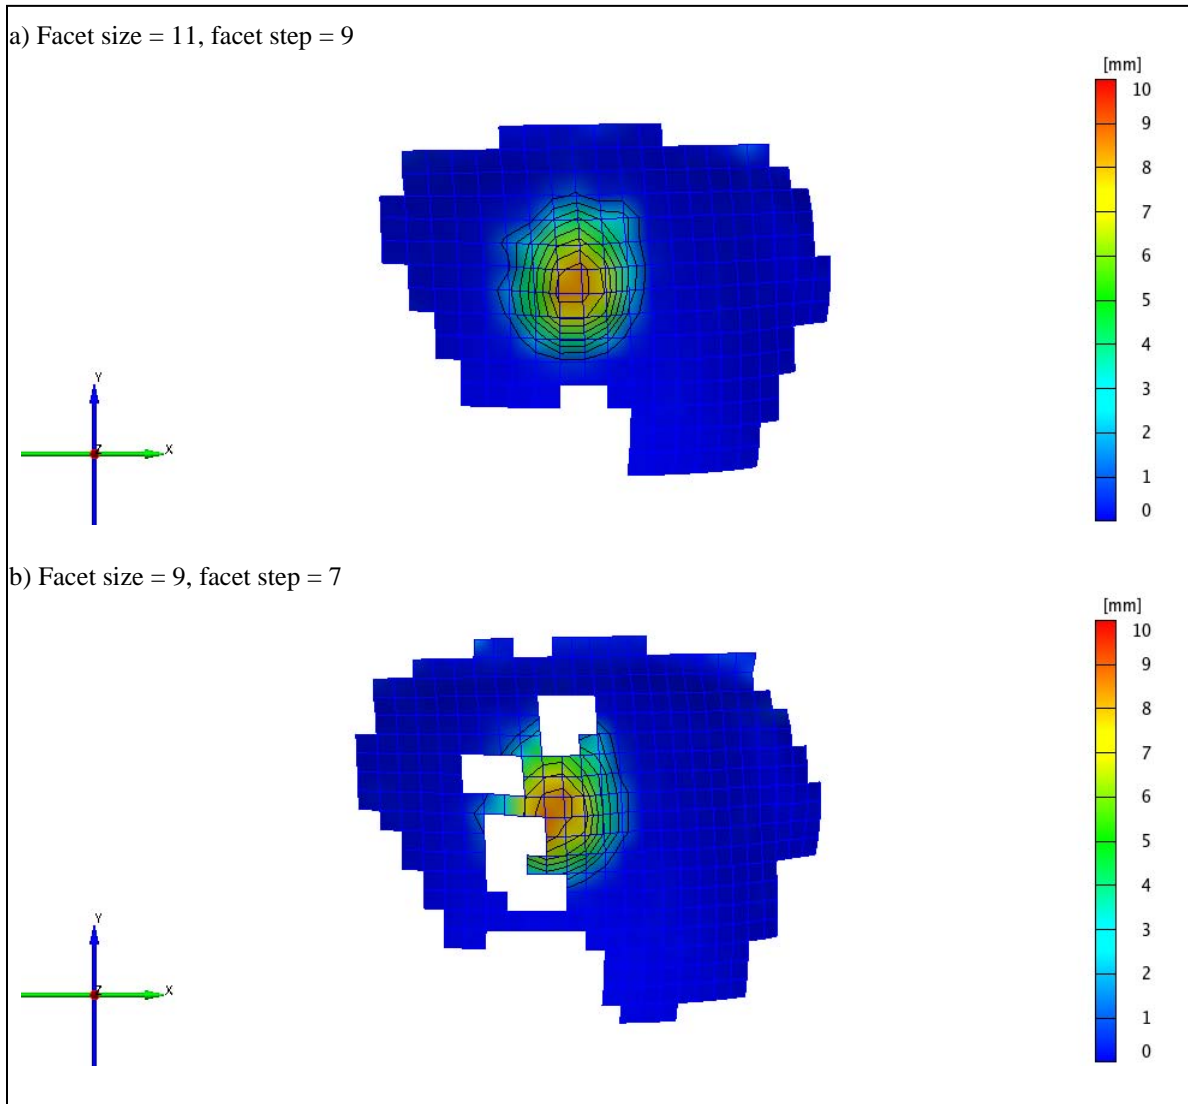 a) Facet size = 11, facet step = 9
[mm]
10
9
8
7
6
5
4
3
2
1
0
Y
Z
X
b) Facet size = 9, facet step = 7
[mm]
10
9
8
7
6
5
4
3
2
1
0
Y
Z
X